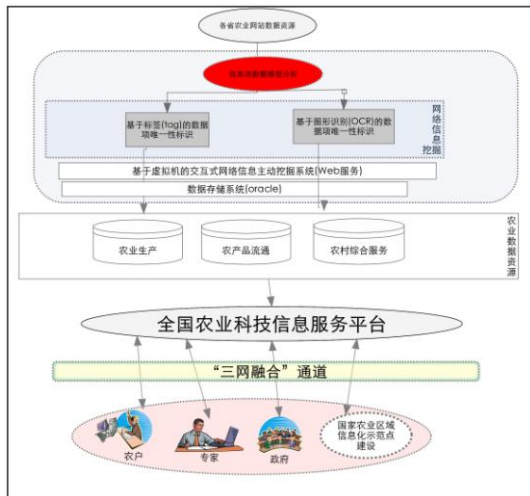 各省农业网站数据资源
基于标签(tag)的数据
项唯一性标识
基于图形识别(OCR)的数
据项唯一性标识
网络信息
挖掘
基于虚拟机的交互式网络信息主动挖掘系统(Web服务)
数据存储系统(oracle)
农业生产
农产品流通
农村综合服务
农业数据
资源
全国农业科技信息服务平台
“三网融合”通道
农户
专家
政府
国家农业区域
信息化示范点
建设